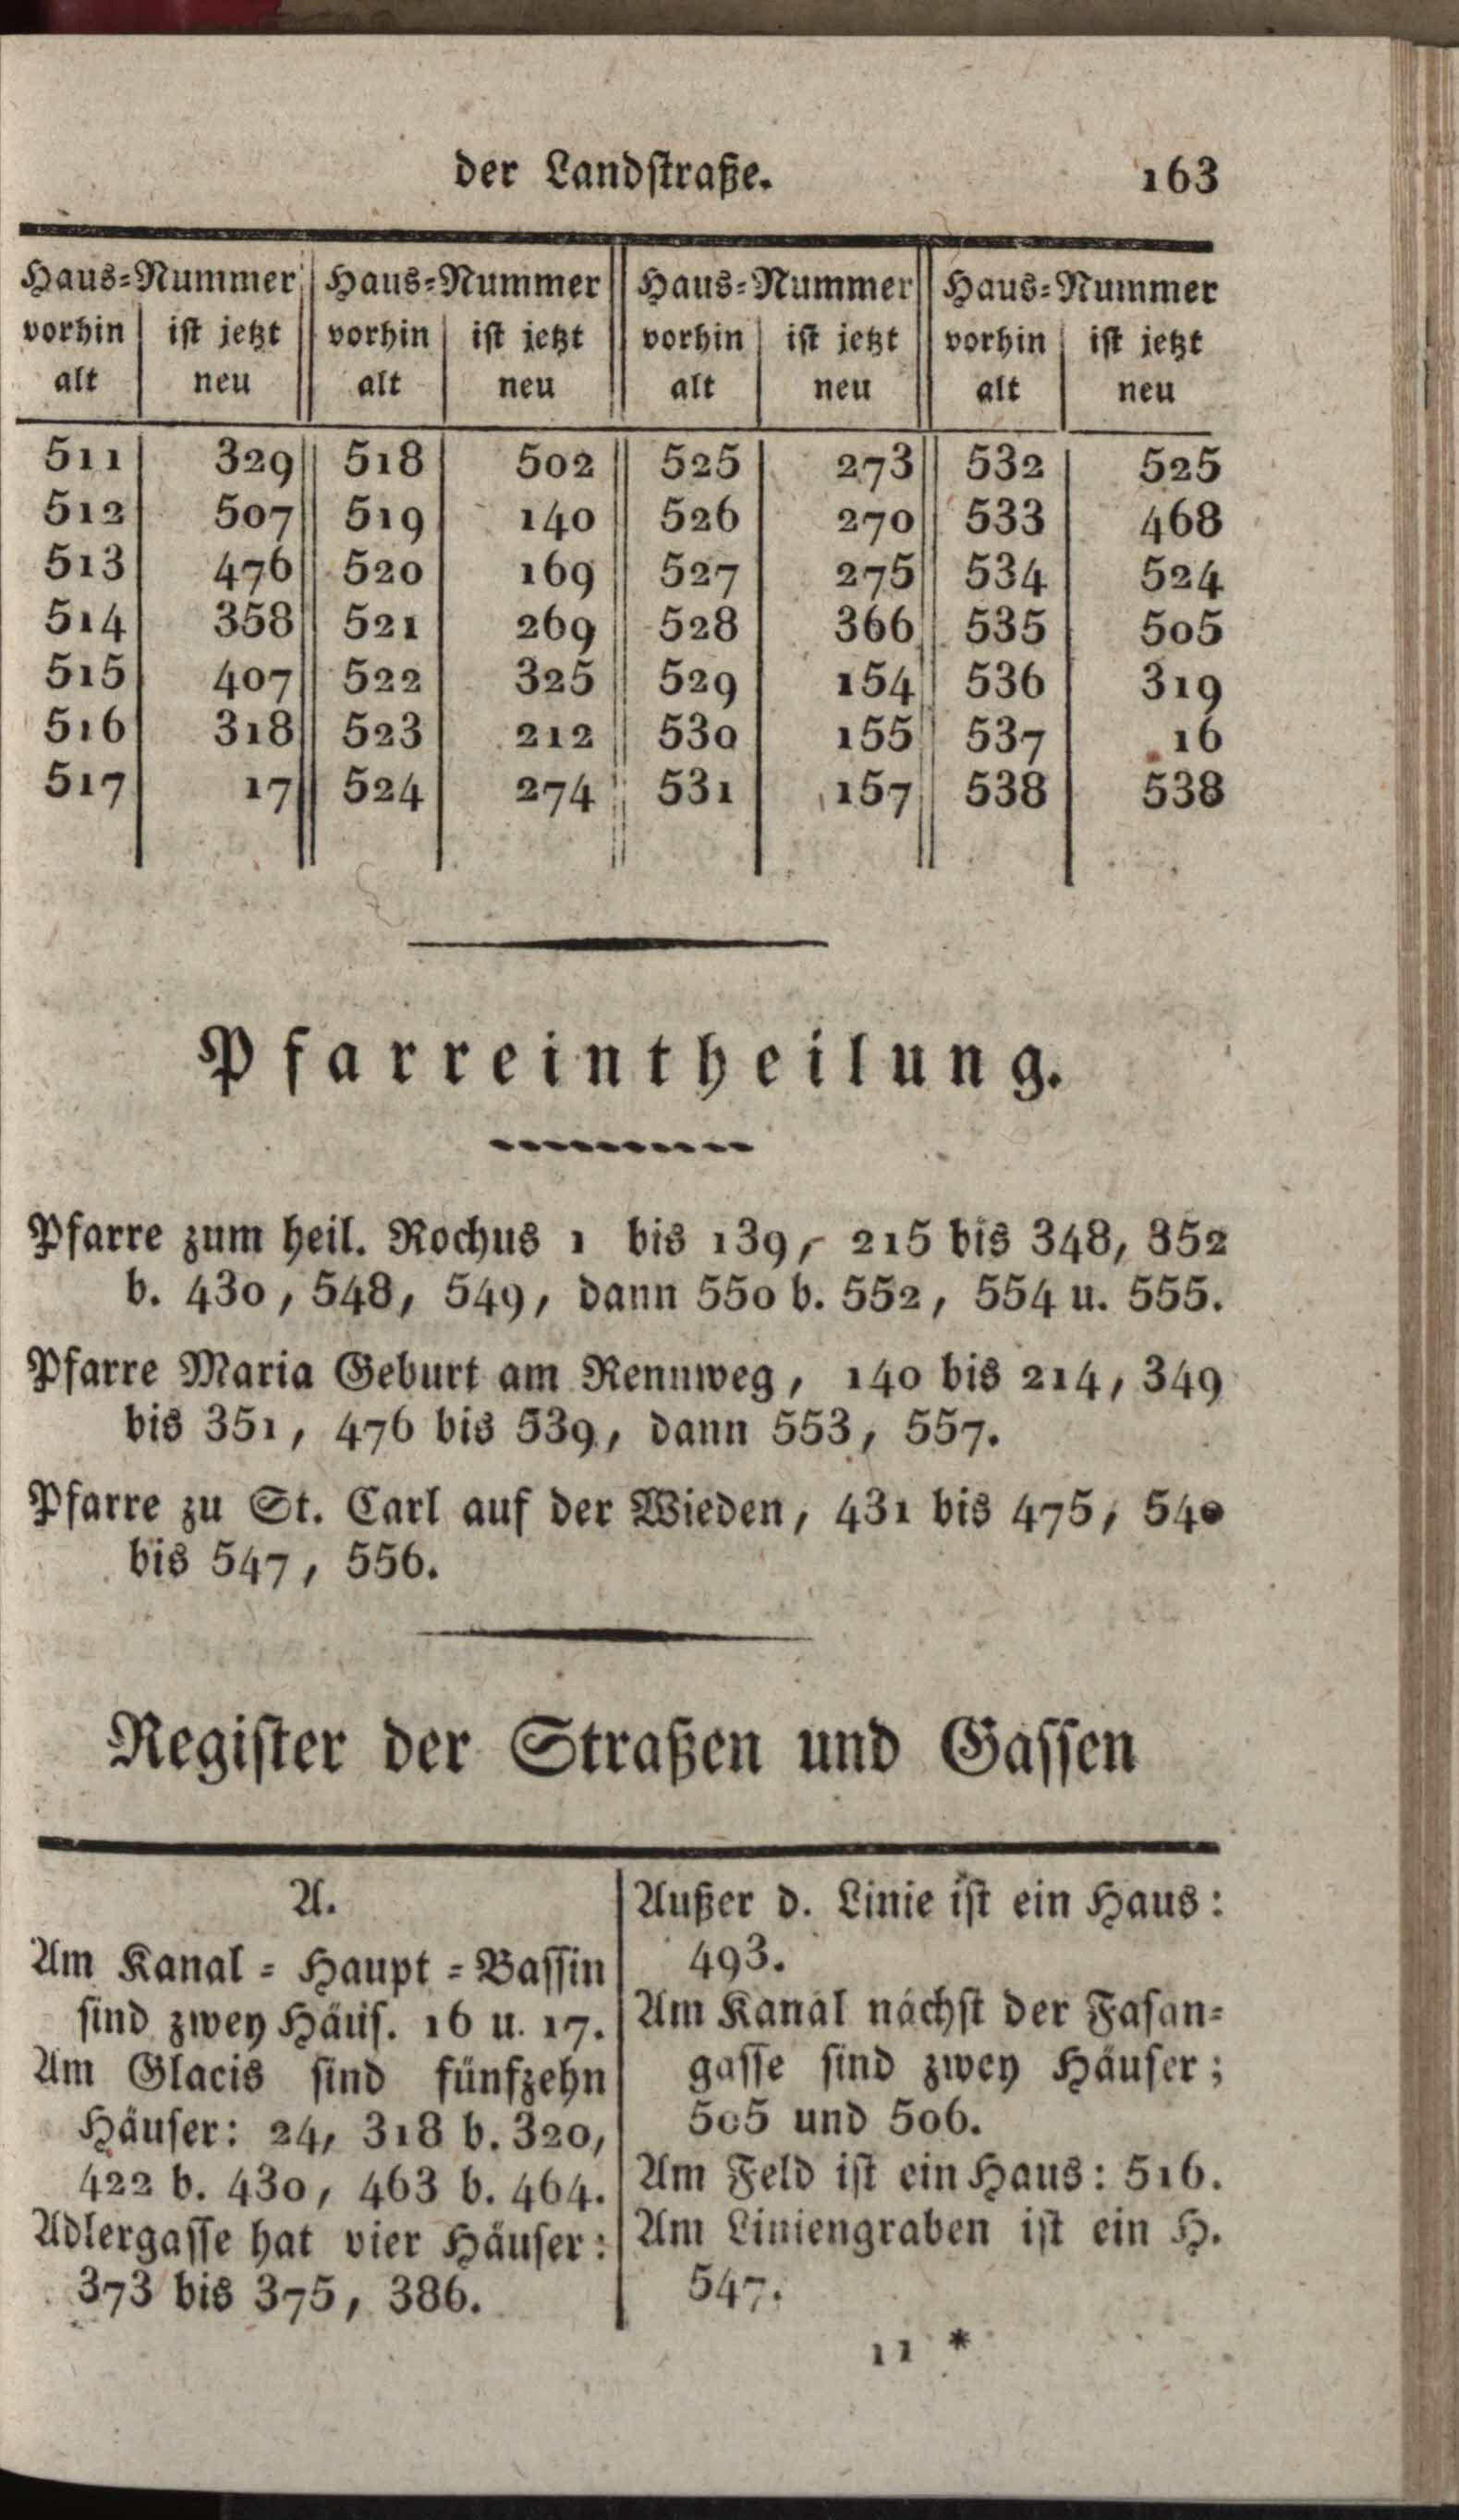 der Landstraße. 163
Haus=Nummer Haus=Nummer Haus=Nummer Haus=Nummer
vorhin ist jetzt vorhin ist jetzt vorhin ist jetzt vorhin ist jetzt
alt neu alt neu alt neu alt neu
511 329 518 502 525 273 532 525
512 507 519 140 526 270 533 468
513 476 520 169 527 275 534 524
514 358 521 269 528 366 535 505
515 407 522 325 529 154 536 319
516 318 523 212 530 155 537 16
517 17 524 274 531 157 538 538
Pfarreintheilung.
Pfarre zum heil. Rochus 1 bis 139, 215 bis 348, 352
b. 430, 548, 549, dann 550 b. 552, 554 u. 555.
Pfarre Maria Geburt am Rennweg, 140 bis 214, 349
bis 351, 476 bis 539, dann 553, 557.
Pfarre zu St. Carl auf der Wieden, 431 bis 475, 540
bis 547, 556.
Register der Straßen und Gassen
A.
Am Kanal = Haupt = Bassin
sind zwey Häus. 16 u. 17.
Am Glacis sind fünfzehn
Häuser: 24, 318 b. 320,
422 b. 430, 463 b. 464.
Adlergasse hat vier Häuser:
373 bis 375, 386.
Außer d. Linie ist ein Haus:
493.
Am Kanal nächst der Fasan=
gasse sind zwey Häuser;
505 und 506.
Am Feld ist ein Haus: 516.
Am Liniengraben ist ein H.
547.
11 *